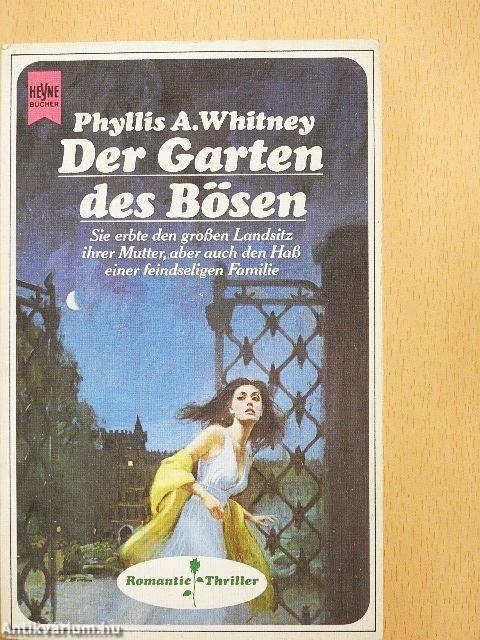 HEYNE
BÜCHER
Phyllis A. Whitney
Der Garten
des Bösen
Sie erbte den großen Landsitz
ihrer Mutter, aber auch den Haß
einer feindseligen Familie
Romantic Thriller
Antikvarium.hu